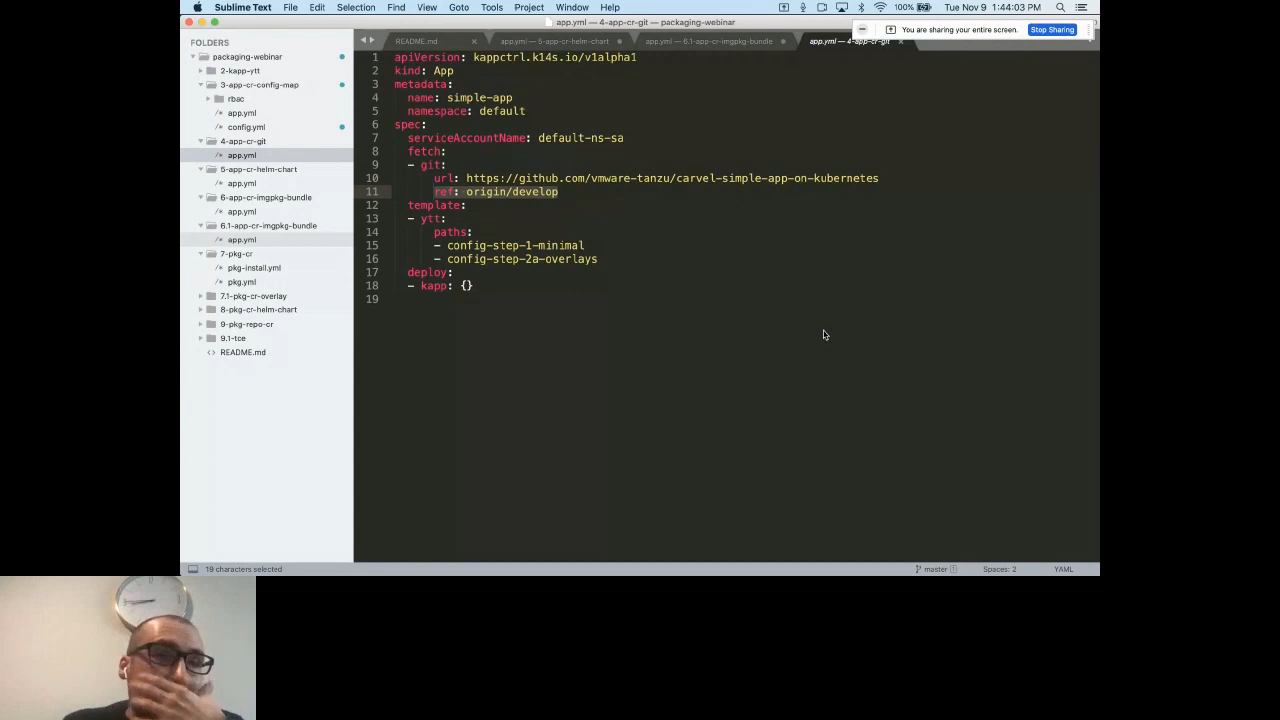 Sublime Text File Edit Selection Find View Goto Tools Project Window Help 100% Tue Nov 9 1:44:03 PM
app.yml — 4-app-cr-git — packaging-webinar
You are sharing your entire screen. Stop Sharing
README.md app.yml — 5-app-cr-helm-chart app.yml — 6.1-app-cr-imgpkg-bundle app.yml — 4-app-cr-git
FOLDERS
packaging-webinar
2-kapp-ytt
3-app-cr-config-map
rbac
app.yml
config.yml
4-app-cr-git
app.yml
5-app-cr-helm-chart
app.yml
6-app-cr-imgpkg-bundle
app.yml
6.1-app-cr-imgpkg-bundle
app.yml
7-pkg-cr
pkg-install.yml
pkg.yml
7.1-pkg-cr-overlay
8-pkg-cr-helm-chart
9-pkg-repo-cr
9.1-tce
README.md
1 apiVersion: kappctrl.k14s.io/v1alpha1
2 kind: App
3 metadata:
4 name: simple-app
5 namespace: default
6 spec:
7 serviceAccountName: default-ns-sa
8 fetch:
9 - git:
10 url: https://github.com/vmware-tanzu/carvel-simple-app-on-kubernetes
11 ref: origin/develop
12 template:
13 - ytt:
14 paths:
15 - config-step-1-minimal
16 - config-step-2a-overlays
17 deploy:
18 - kapp: {}
19
19 characters selected master 1 Spaces: 2 YAML